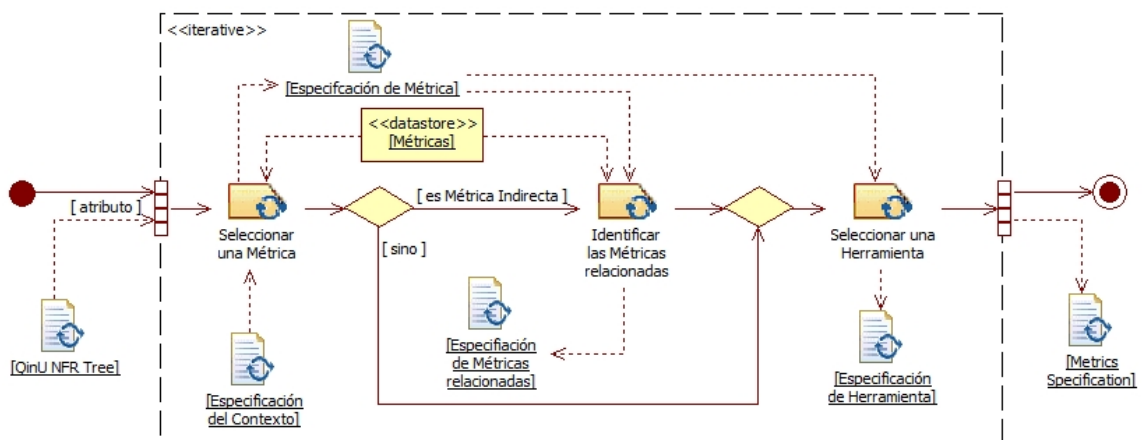 <<iterative>>
[Especifcación de Métrica]
<<datastore>>
[Métricas]
[ atributo ]
[ es Métrica Indirecta ]
Seleccionar
una Métrica
[ sino ]
Identificar
las Métricas
relacionadas
Seleccionar una
Herramienta
[QinU NFR Tree]
[Especificación
del Contexto]
[Especifiación
de Métricas
relacionadas]
[Especificación
de Herramienta]
[Metrics
Specification]